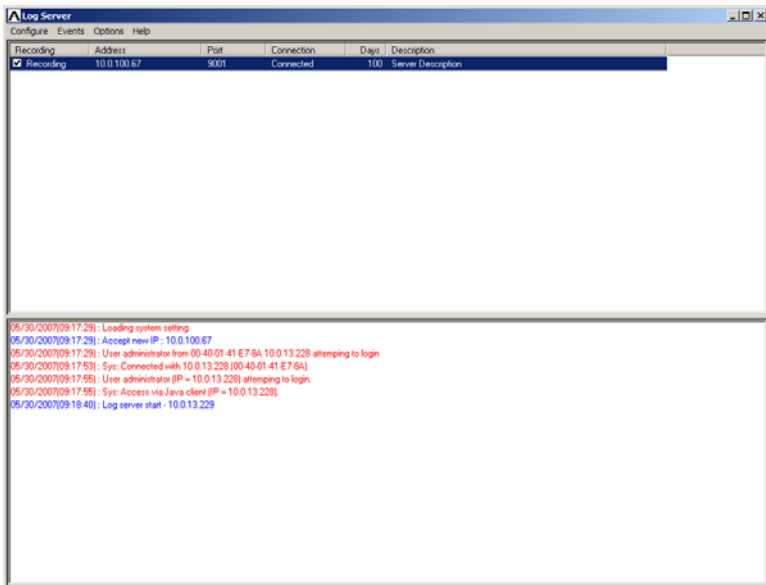 Log Server
Configure Events Options Help
Recording Address Port Connection Days Description
Recording 10.0.100.67 9001 Connected 100 Server Description
05/30/2007(09:17:29) : Loading system setting
05/30/2007(09:17:29) : Accept new IP : 10.0.100.67
05/30/2007(09:17:29) : User administrator from 00-40-01-41-E7-8A 10.0.13.228 attemping to login
05/30/2007(09:17:53) : Sys: Connected with 10.0.13.228 (00-40-01-41-E7-8A)
05/30/2007(09:17:55) : User administrator (IP = 10.0.13.228) attemping to login.
05/30/2007(09:17:55) : Sys: Access via Java client (IP = 10.0.13.228).
05/30/2007(09:18:40) : Log server start - 10.0.13.229